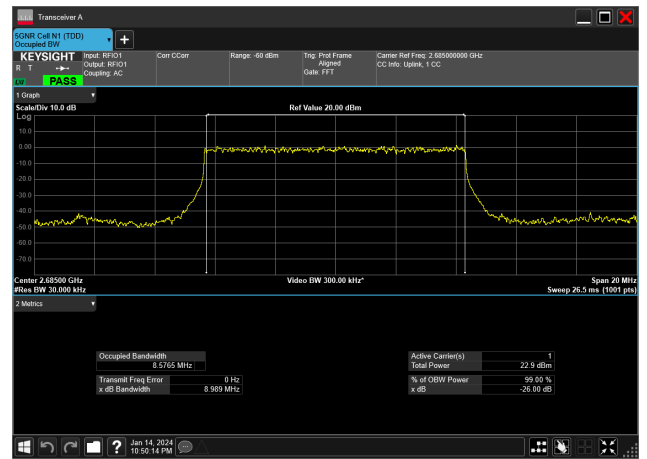 Transceiver A
5GNR Cell N1 (TDD)
Occupied BW
KEYSIGHT
R T
LW
PASS
Input: RFIO1
Output: RFIO1
Coupling: AC
Corr CCorr
Range: -60 dBm
Trig: Prot Frame
Aligned
Gate: FFT
Carrier Ref Freq: 2.685000000 GHz
CC Info: Uplink, 1 CC
1 Graph
Scale/Div 10.0 dB
Ref Value 20.00 dBm
Log
10.0
0.00
-10.0
-20.0
-30.0
-40.0
-50.0
-60.0
-70.0
Center 2.68500 GHz
Video BW 300.00 kHz*
Span 20 MHz
#Res BW 30.000 kHz
Sweep 26.5 ms (1001 pts)
2 Metrics
Occupied Bandwidth
8.5765 MHz
Transmit Freq Error 0 Hz
x dB Bandwidth 8.989 MHz
Active Carrier(s) 1
Total Power 22.9 dBm
% of OBW Power 99.00 %
x dB -26.00 dB
?
Jan 14, 2024
10:50:14 PM